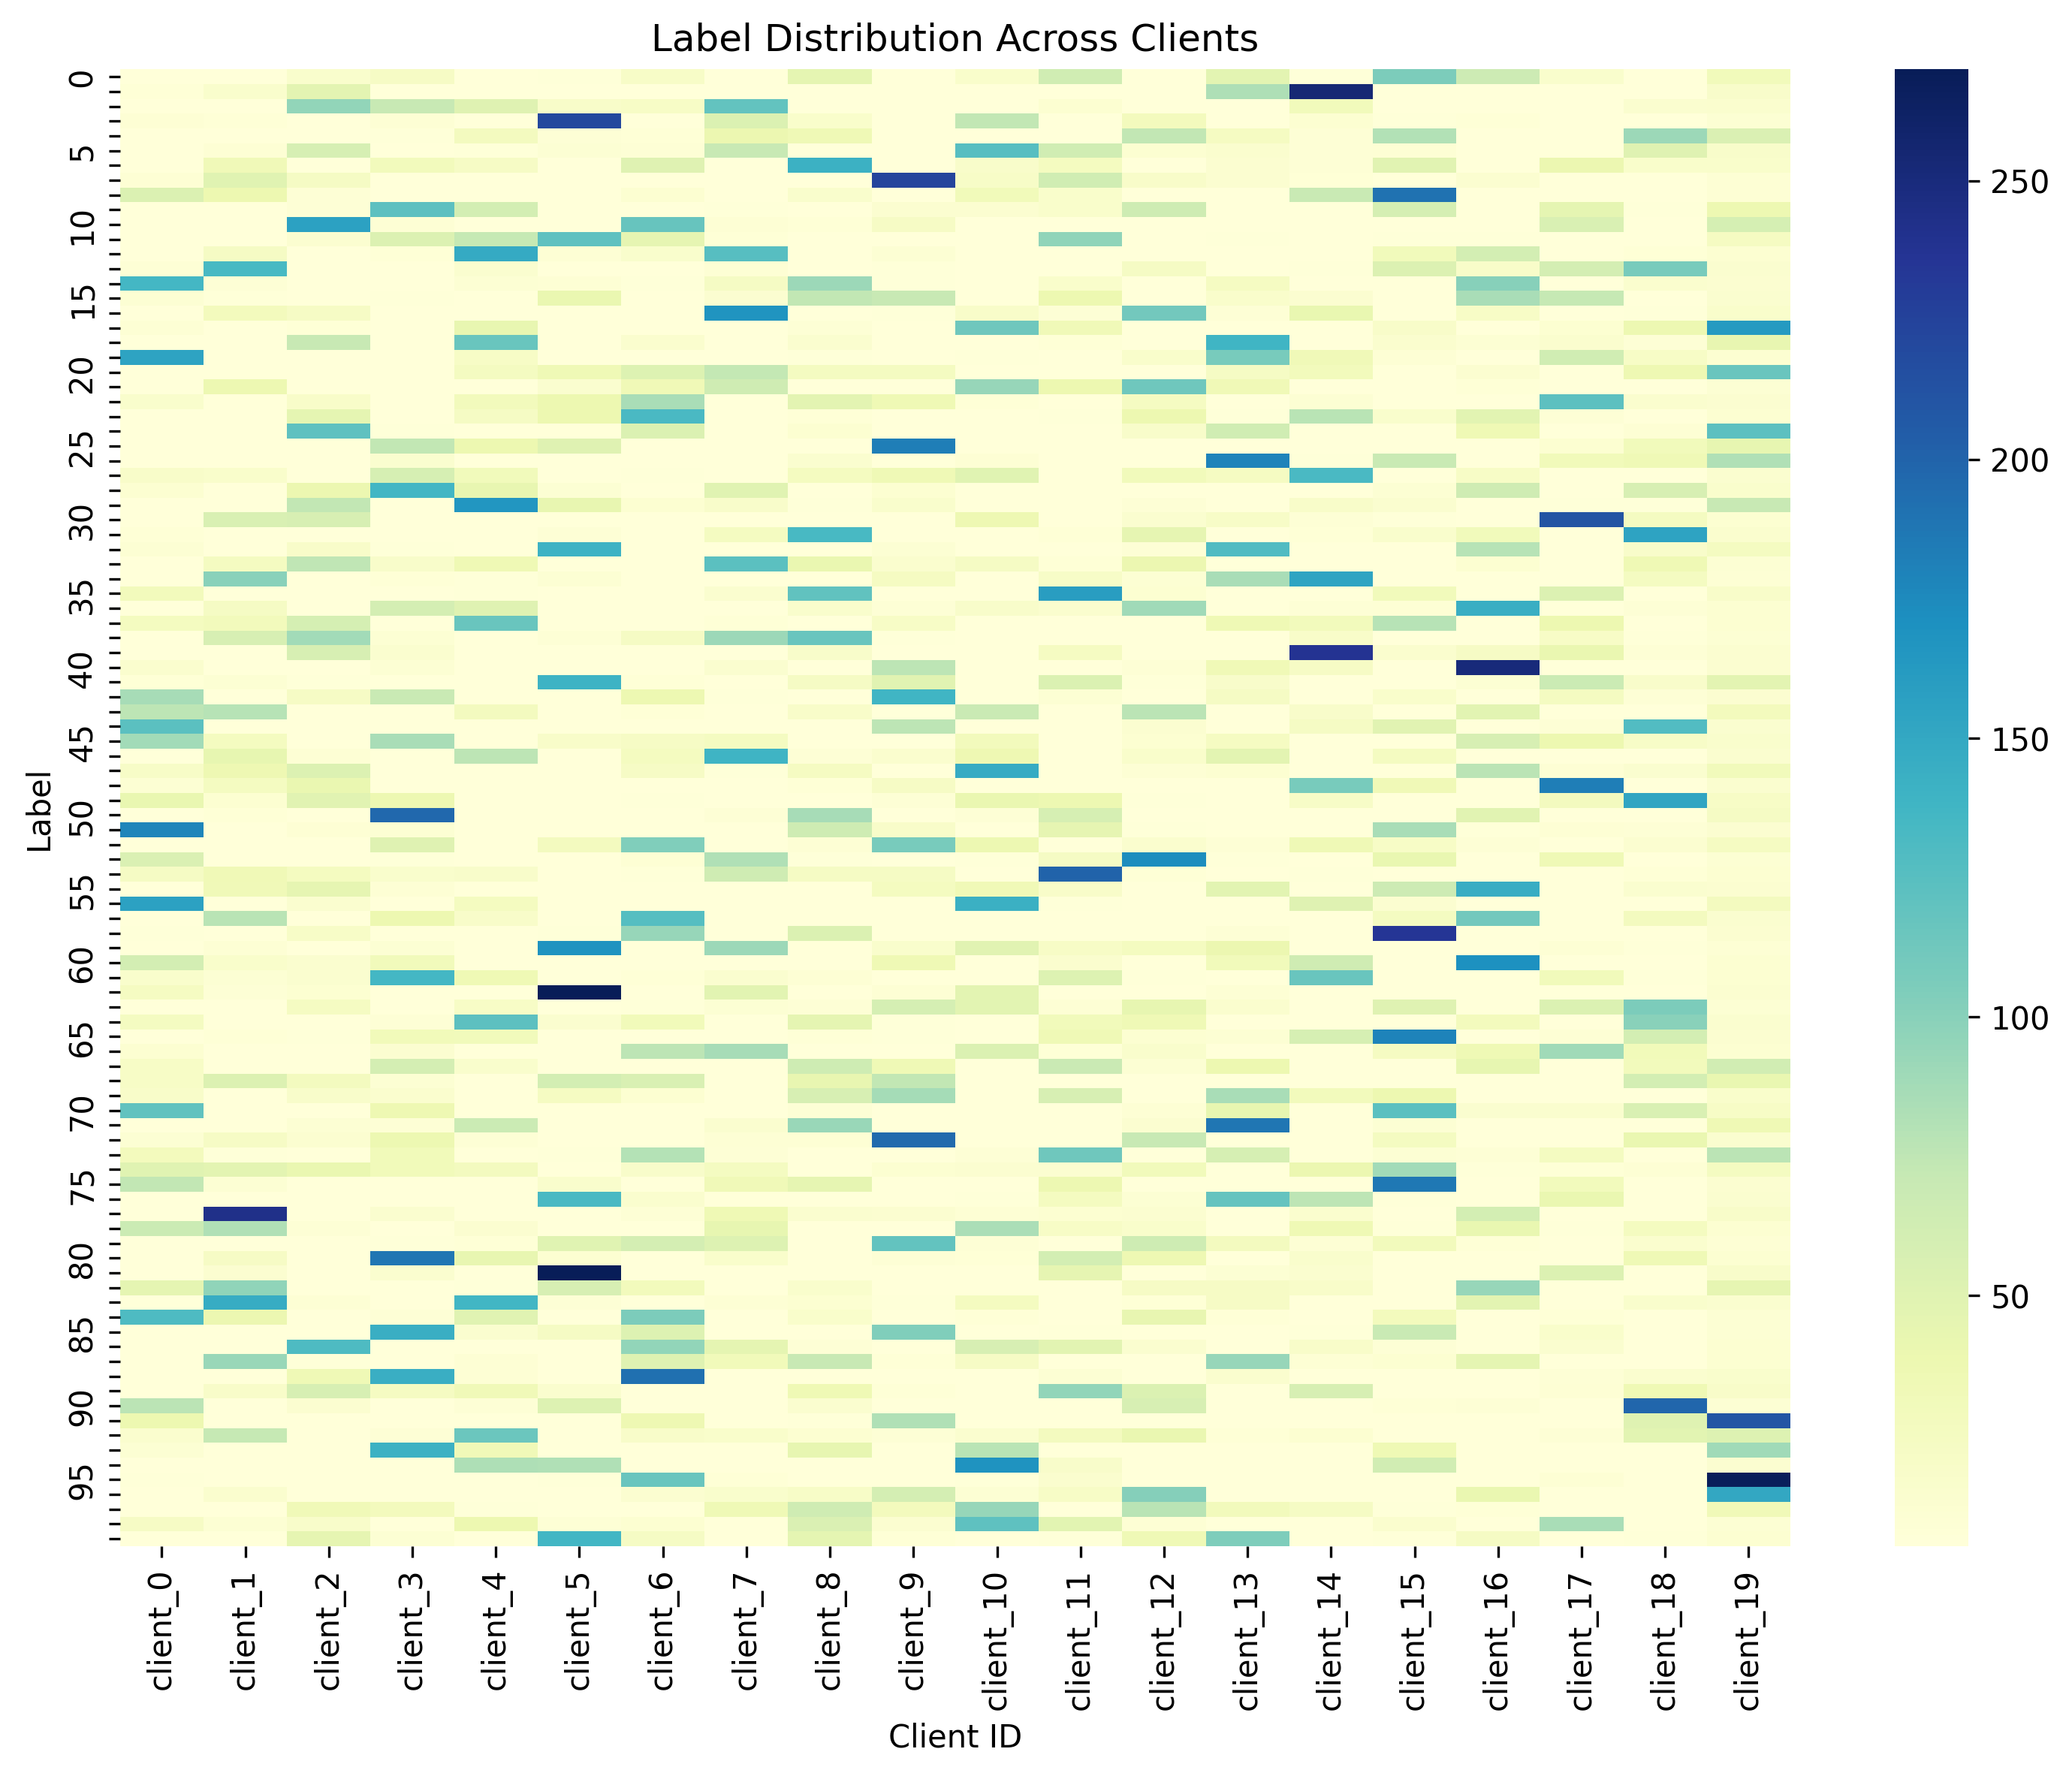 Label Distribution Across Clients
Label
0
5
10
15
20
25
30
35
40
45
50
55
60
65
70
75
80
85
90
95
client_0
client_1
client_2
client_3
client_4
client_5
client_6
client_7
client_8
client_9
client_10
client_11
client_12
client_13
client_14
client_15
client_16
client_17
client_18
client_19
Client ID
250
200
150
100
50